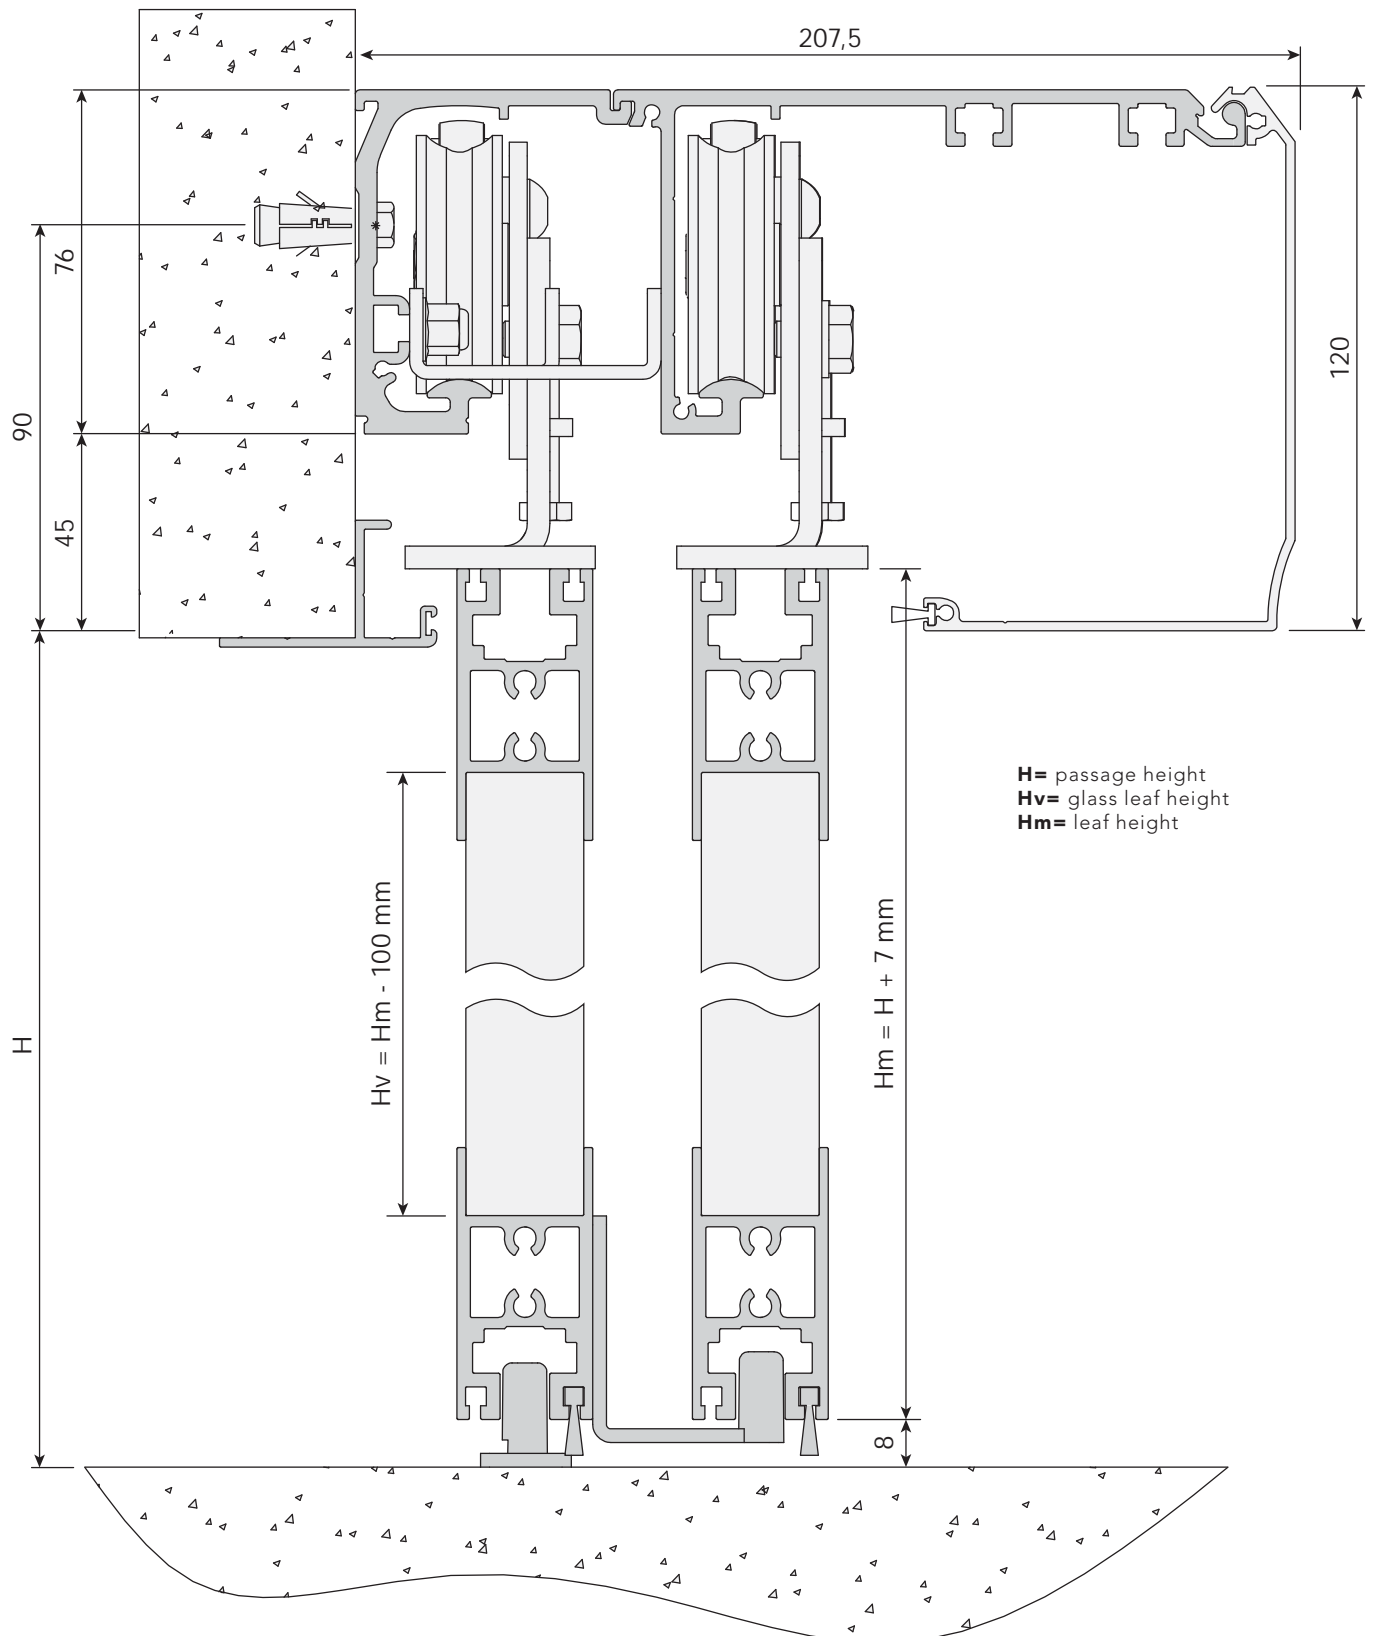 207,5
76
90
120
45
H= passage height
Hv= glass leaf height
Hm= leaf height
Hv = Hm - 100 mm
Hm = H + 7 mm
H
8